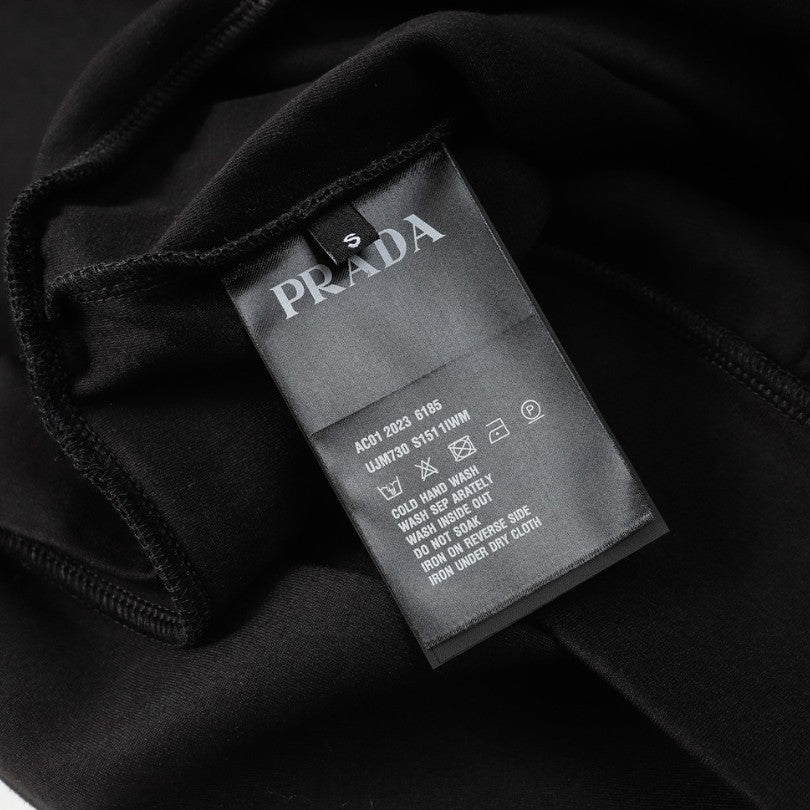 S
PRADA
AC01 2023 6185
UJM730 S151 1IWM
P
COLD HAND WASH
WASH SEP ARATELY
WASH INSIDE OUT
DO NOT SOAK
IRON ON REVERSE SIDE
IRON UNDER DRY CLOTH